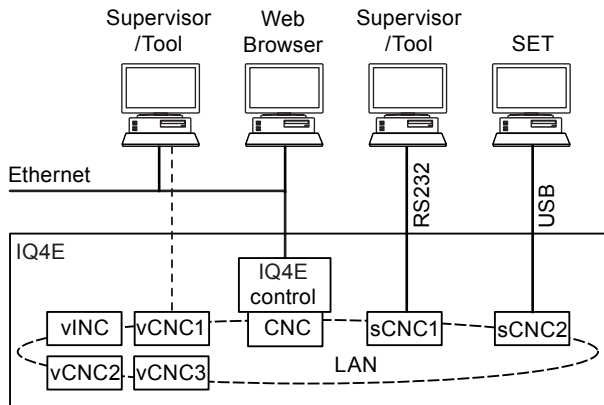 Supervisor
/Tool
Web
Browser
Supervisor
/Tool
SET
Ethernet
RS232
USB
IQ4E
IQ4E
control
vINC
vCNC1
CNC
sCNC1
sCNC2
LAN
vCNC2
vCNC3